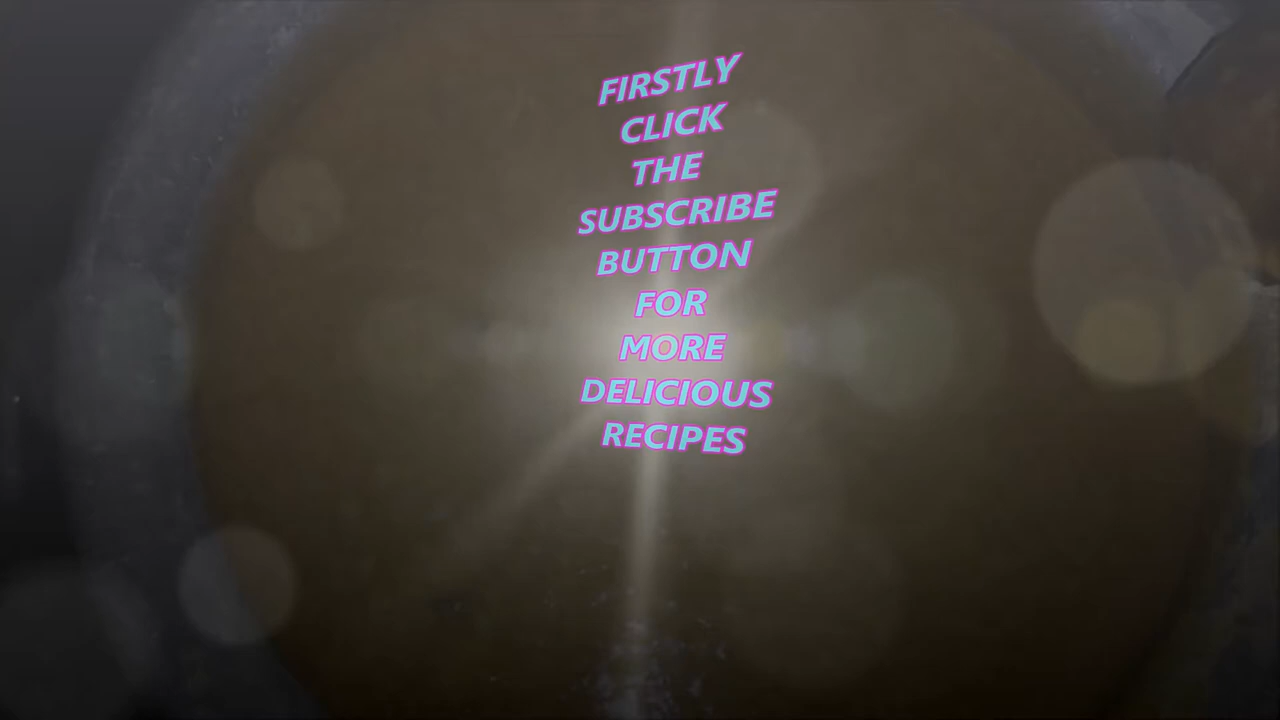 FIRSTLY
CLICK
THE
SUBSCRIBE
BUTTON
FOR
MORE
DELICIOUS
RECIPES